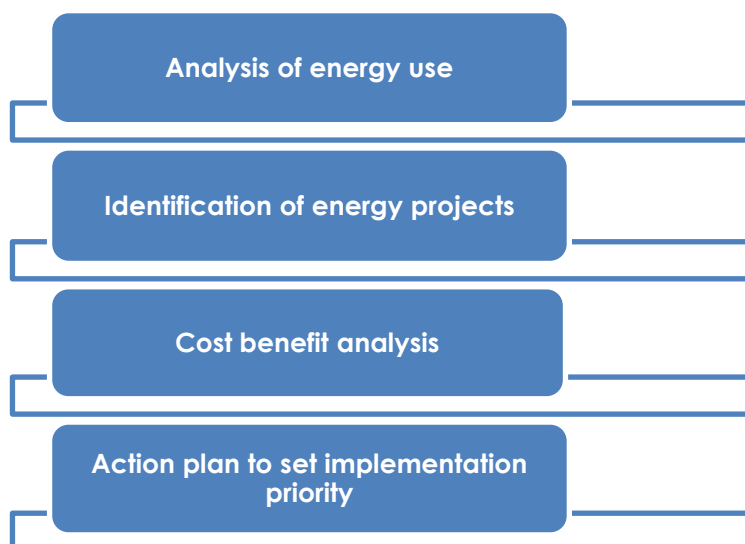 Analysis of energy use
Identification of energy projects
Cost benefit analysis
Action plan to set implementation
priority